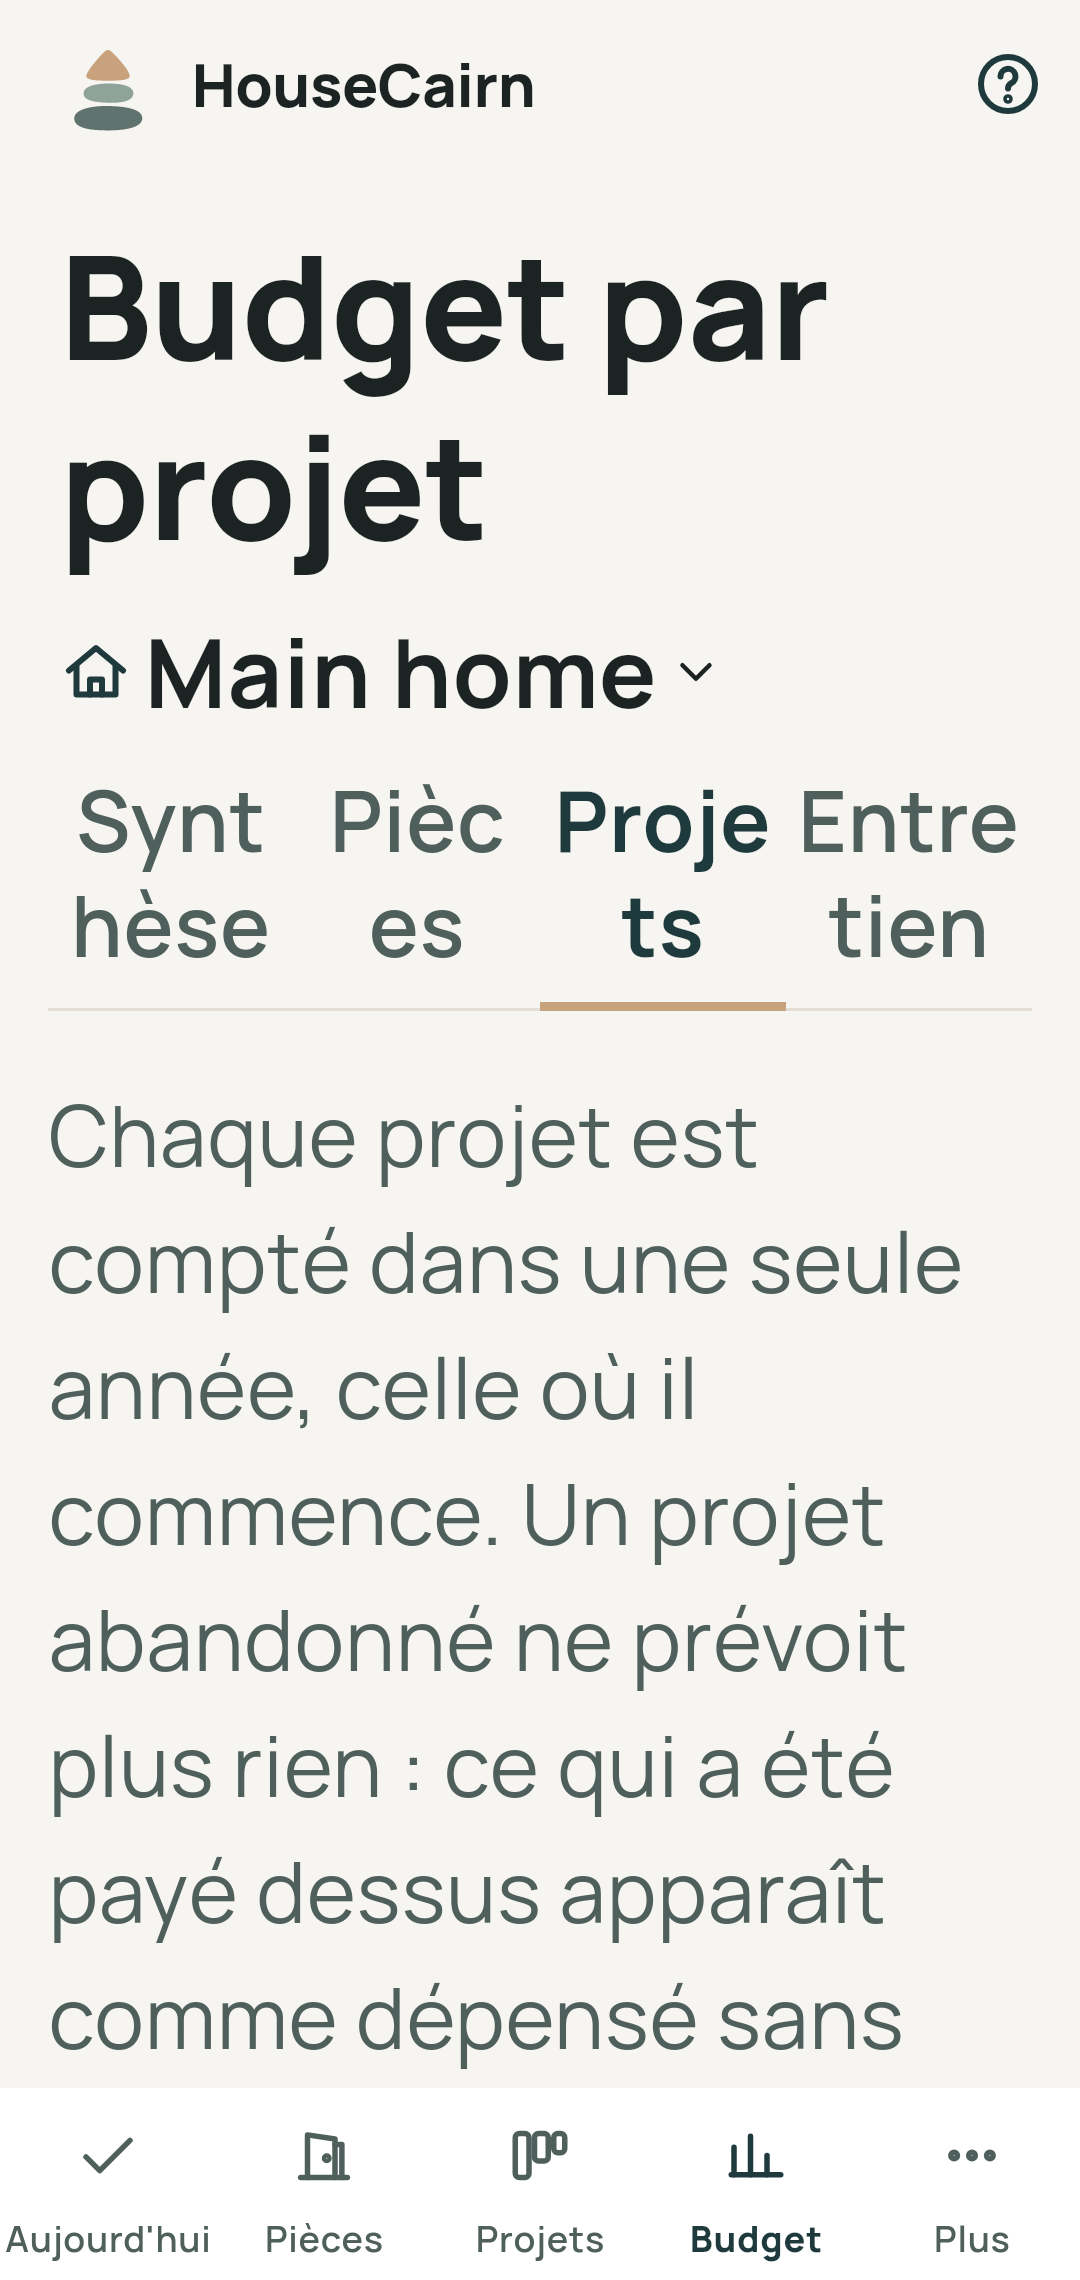 HouseCairn
Budget par
projet
Main home
Synt
hèse
Pièc
es
Proje
ts
Entre
tien
Chaque projet est
compté dans une seule
année, celle où il
commence. Un projet
abandonné ne prévoit
plus rien : ce qui a été
payé dessus apparaît
comme dépensé sans
Aujourd'hui
Pièces
Projets
Budget
Plus